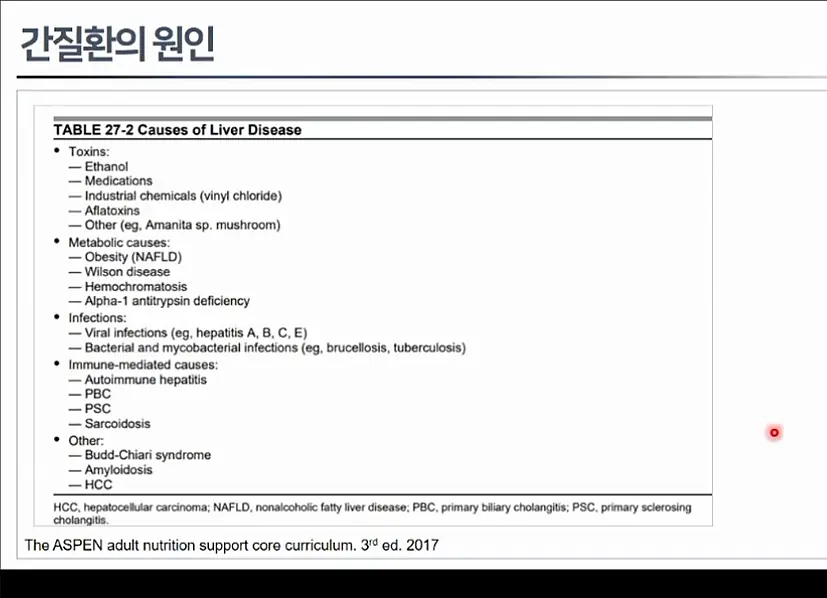 간질환의 원인
TABLE 27-2 Causes of Liver Disease
• Toxins:
— Ethanol
— Medications
— Industrial chemicals (vinyl chloride)
— Aflatoxins
— Other (eg, Amanita sp. mushroom)
• Metabolic causes:
— Obesity (NAFLD)
— Wilson disease
— Hemochromatosis
— Alpha-1 antitrypsin deficiency
• Infections:
— Viral infections (eg, hepatitis A, B, C, E)
— Bacterial and mycobacterial infections (eg, brucellosis, tuberculosis)
• Immune-mediated causes:
— Autoimmune hepatitis
— PBC
— PSC
— Sarcoidosis
• Other:
— Budd-Chiari syndrome
— Amyloidosis
— HCC
HCC, hepatocellular carcinoma; NAFLD, nonalcoholic fatty liver disease; PBC, primary biliary cholangitis; PSC, primary sclerosing
cholangitis.
The ASPEN adult nutrition support core curriculum. 3rd ed. 2017